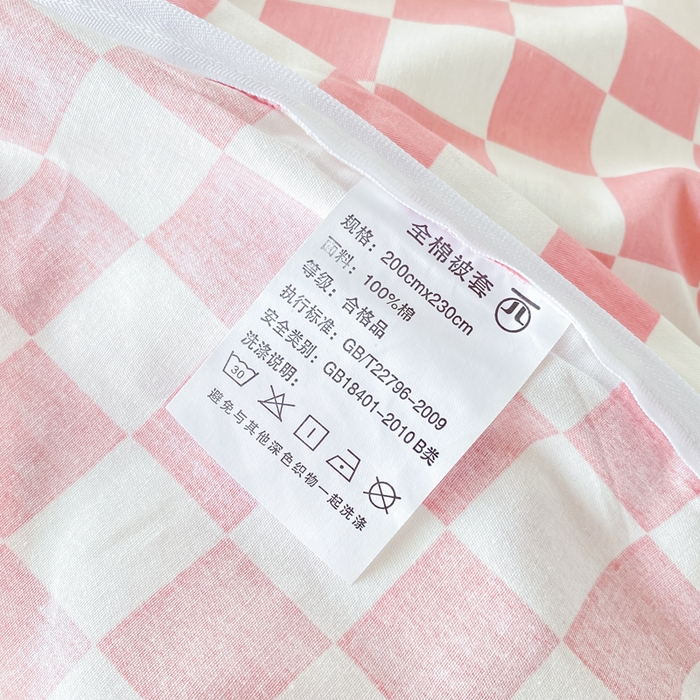 全棉被套
规格：200cmx230cm
面料：100%棉
等级：合格品
执行标准：GB/T22796-2009
安全类别：GB18401-2010 B类
洗涤说明：
30
避免与其他深色织物一起洗涤